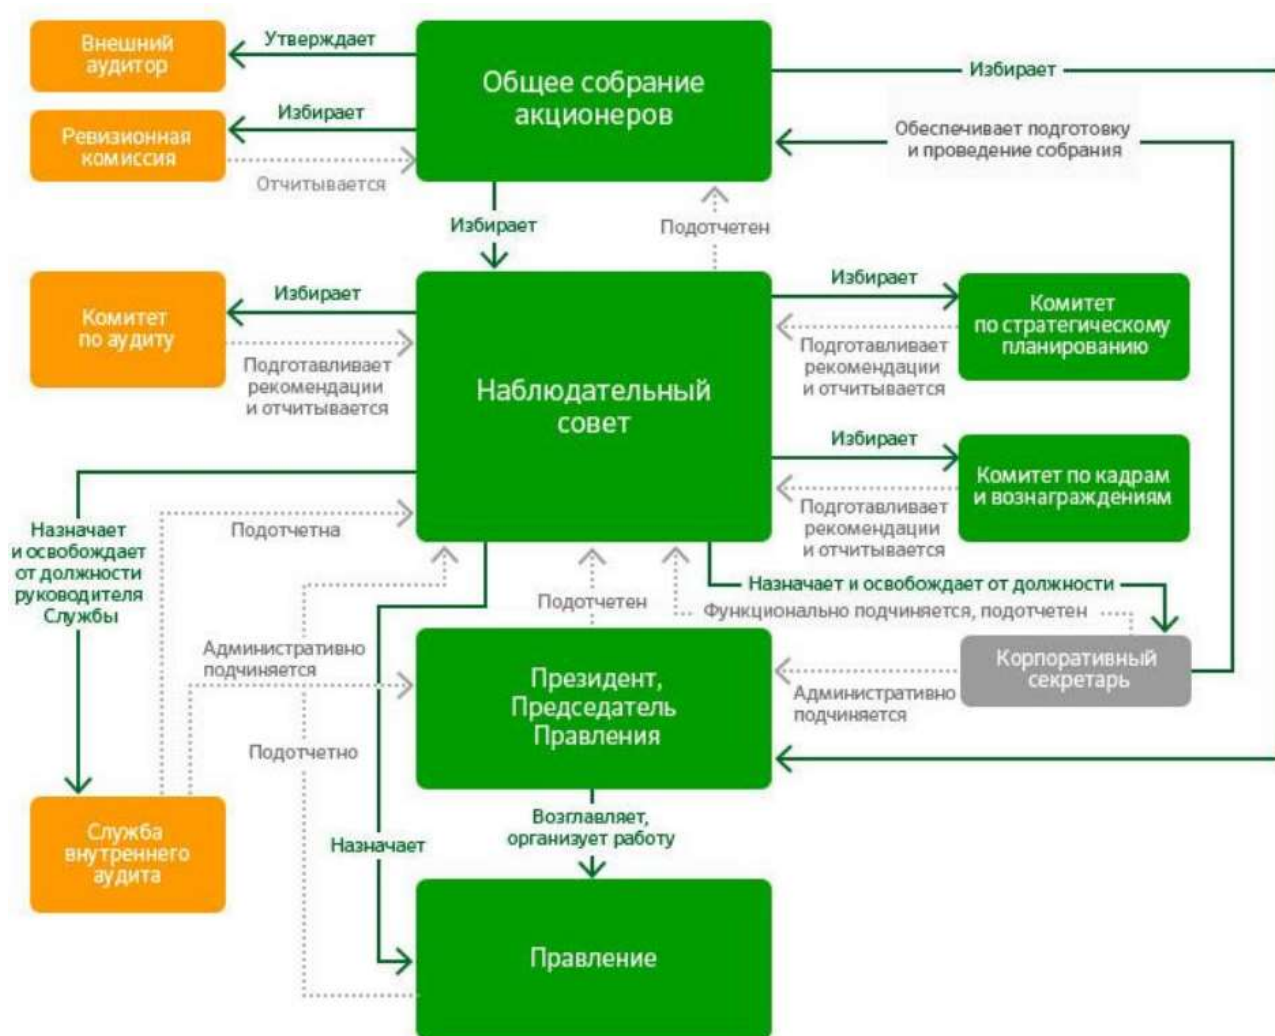 Внешний
аудитор
Утверждает
Общее собрание
акционеров
Избирает
Избирает
Ревизионная
комиссия
Отчитывается
Обеспечивает подготовку
и проведение собрания
Избирает
Подотчетен
Комитет
по аудиту
Избирает
Подготавливает
рекомендации
и отчитывается
Наблюдательный
совет
Избирает
Комитет
по стратегическому
планированию
Подготавливает
рекомендации
и отчитывается
Избирает
Комитет по кадрам
и вознаграждениям
Подготавливает
рекомендации
и отчитывается
Назначает
и освобождает
от должности
руководителя
Службы
Подотчетна
Подотчетен
Назначает и освобождает от должности
Функционально подчиняется, подотчетен
Административно
подчиняется
Президент,
Председатель
Правления
Корпоративный
секретарь
Административно
подчиняется
Подотчетно
Служба
внутреннего
аудита
Назначает
Возглавляет,
организует работу
Правление